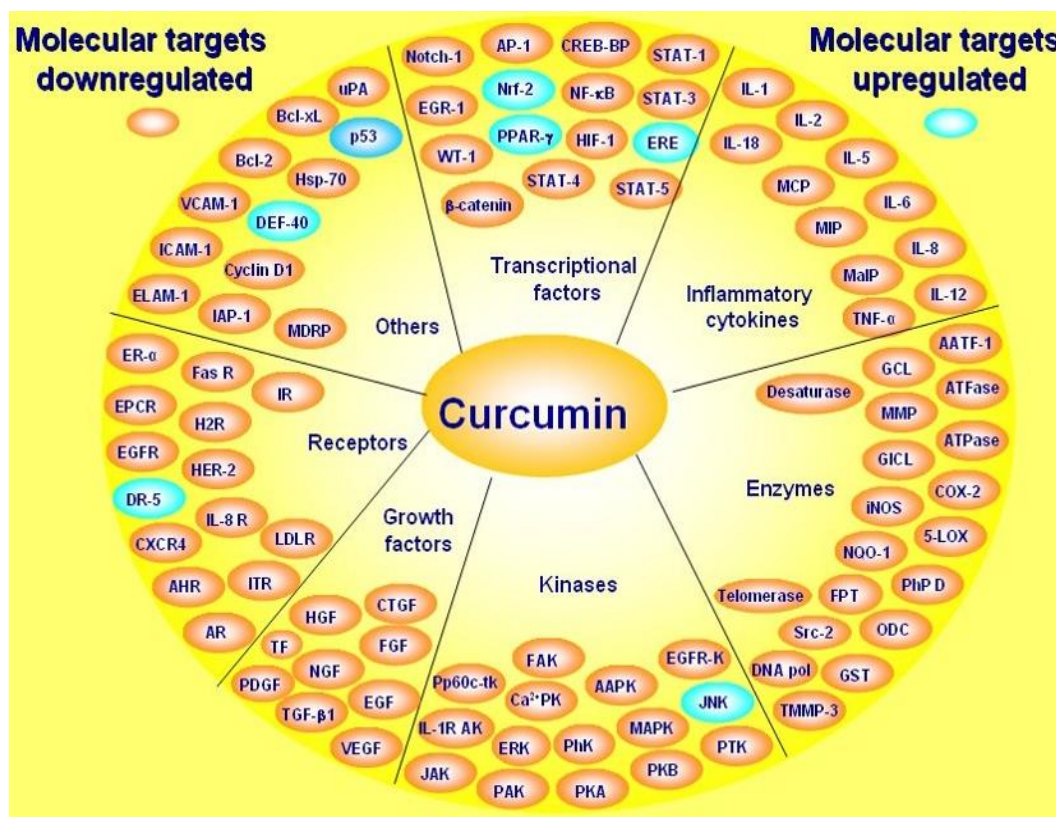 Molecular targets
downregulated
Molecular targets
upregulated
Notch-1
AP-1
CREB-BP
STAT-1
EGR-1
Nrf-2
NF-κB
STAT-3
WT-1
PPAR-γ
HIF-1
ERE
STAT-4
STAT-5
β-catenin
Transcriptional
factors
IL-1
IL-2
IL-18
IL-5
MCP
IL-6
MIP
IL-8
MaIP
IL-12
TNF-α
Inflammatory
cytokines
AATF-1
GCL
Desaturase
ATFase
MMP
ATPase
GICL
COX-2
iNOS
5-LOX
NQO-1
PhP D
Telomerase
FPT
Src-2
ODC
DNA pol
GST
TMMP-3
Enzymes
Kinases
EGFR-K
FAK
Pp60c-tk
Ca²⁺PK
AAPK
JNK
IL-1R AK
ERK
PhK
MAPK
PTK
JAK
PAK
PKA
PKB
Growth
factors
CTGF
HGF
TF
FGF
NGF
PDGF
EGF
TGF-β1
VEGF
Receptors
ER-α
Fas R
IR
EPCR
H2R
EGFR
HER-2
DR-5
IL-8 R
CXCR4
LDLR
AHR
ITR
AR
Others
uPA
Bcl-xL
p53
Bcl-2
Hsp-70
VCAM-1
DEF-40
ICAM-1
Cyclin D1
ELAM-1
IAP-1
MDRP
Curcumin